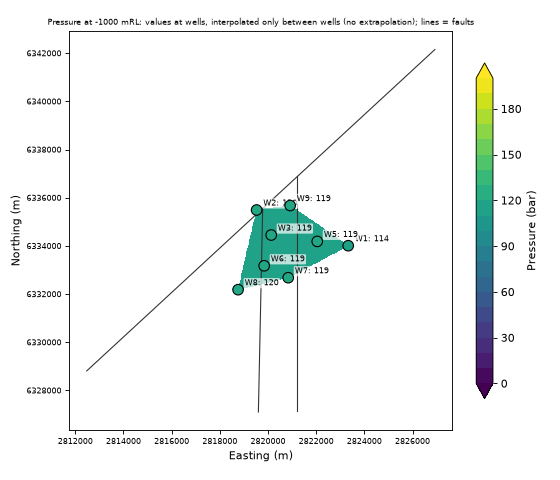 Pressure at -1000 mRL: values at wells, interpolated only between wells (no extrapolation); lines = faults
6342000
6340000
6338000
6336000
6334000
6332000
6330000
6328000
Northing (m)
W2:
W9: 119
W3: 119
W5: 119
W1: 114
W6: 119
W7: 119
W8: 120
2812000 2814000 2816000 2818000 2820000 2822000 2824000 2826000
Easting (m)
180
150
120
90
60
30
0
Pressure (bar)